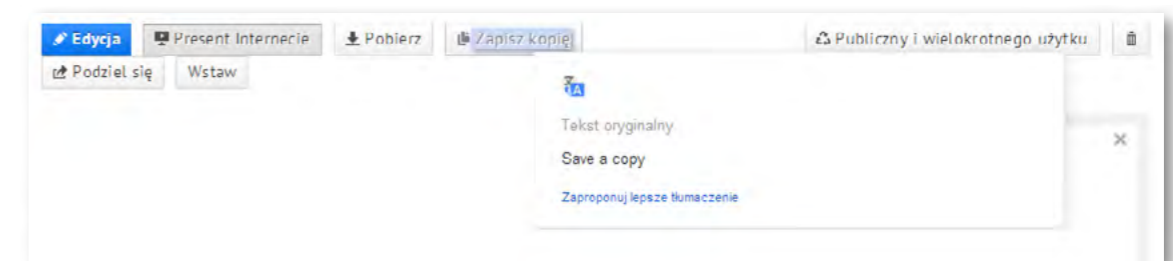 Edycja Present Internecie Pobierz Zapisz kopię Publiczny i wielokrotnego użytku
Podziel się Wstaw
Tekst oryginalny
Save a copy
Zaproponuj lepsze tłumaczenie